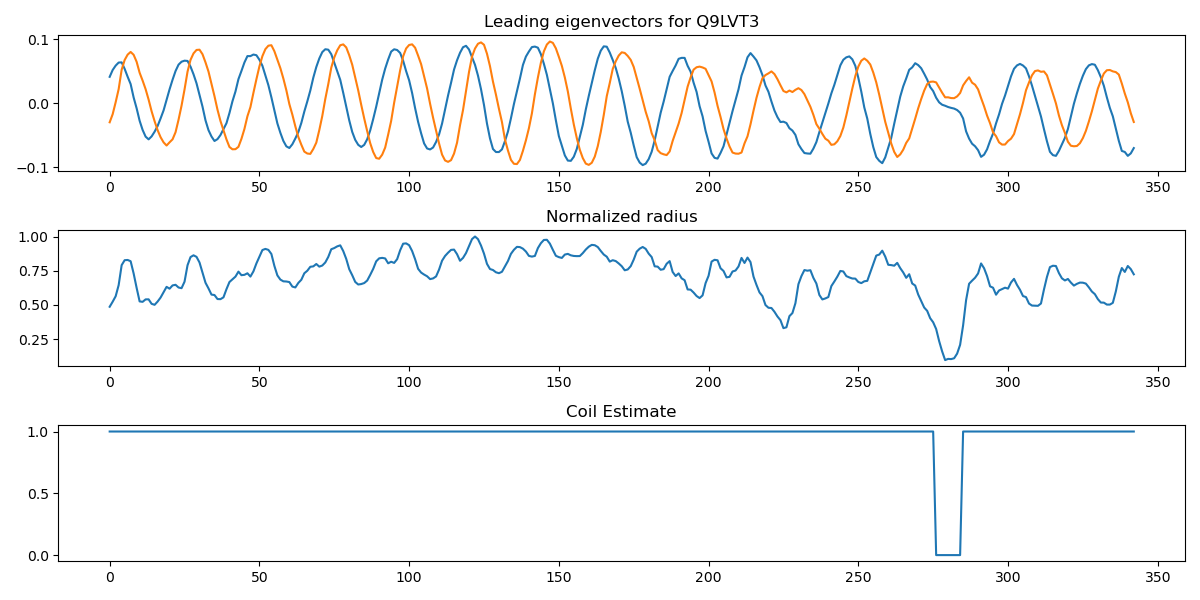 Leading eigenvectors for Q9LVT3
0.1
0.0
−0.1
0 50 100 150 200 250 300 350
Normalized radius
1.00
0.75
0.50
0.25
0 50 100 150 200 250 300 350
Coil Estimate
1.0
0.5
0.0
0 50 100 150 200 250 300 350